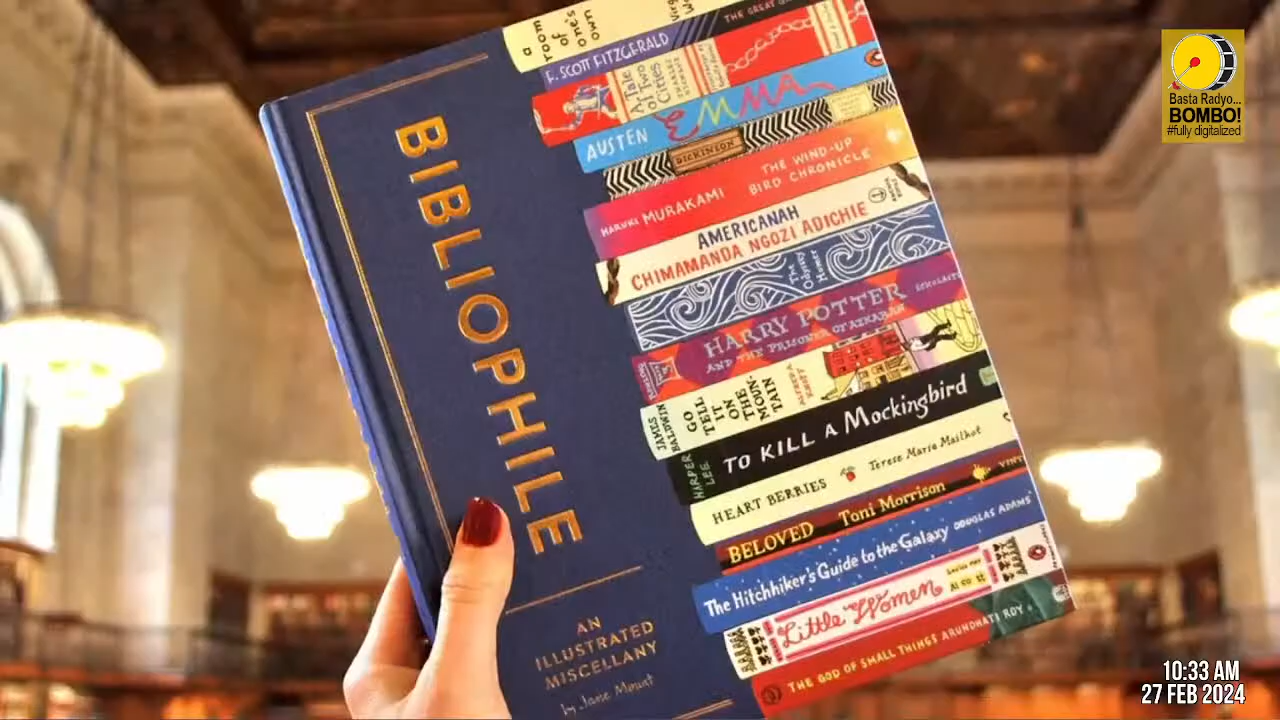 BIBLIOPHILE
AN
ILLUSTRATED
MISCELLANY
by Jane Mount
a
room
of
one's
own
F. SCOTT FITZGERALD
THE GREAT
A Tale
of Two
Cities
AUSTEN EMMA
DICKINSON
HARUKI MURAKAMI
THE WIND-UP
BIRD CHRONICLE
AMERICANAH
CHIMAMANDA NGOZI ADICHIE
The
Odyssey
Homer
HARRY POTTER
AND THE PRISONER OF AZKABAN
SCHOLASTIC
JAMES
BALDWIN
GO
TELL
IT
ON
THE
MOUN-
TAIN
HARPER
LEE
TO KILL A MOCKINGBIRD
HEART BERRIES Terese Marie Mailhot
BELOVED Toni Morrison
The Hitchhiker's Guide to the Galaxy DOUGLAS ADAMS
Little Women
THE GOD OF SMALL THINGS ARUNDHATI ROY
Basta Radyo...
BOMBO!
#fully digitalized
10:33 AM
27 FEB 2024